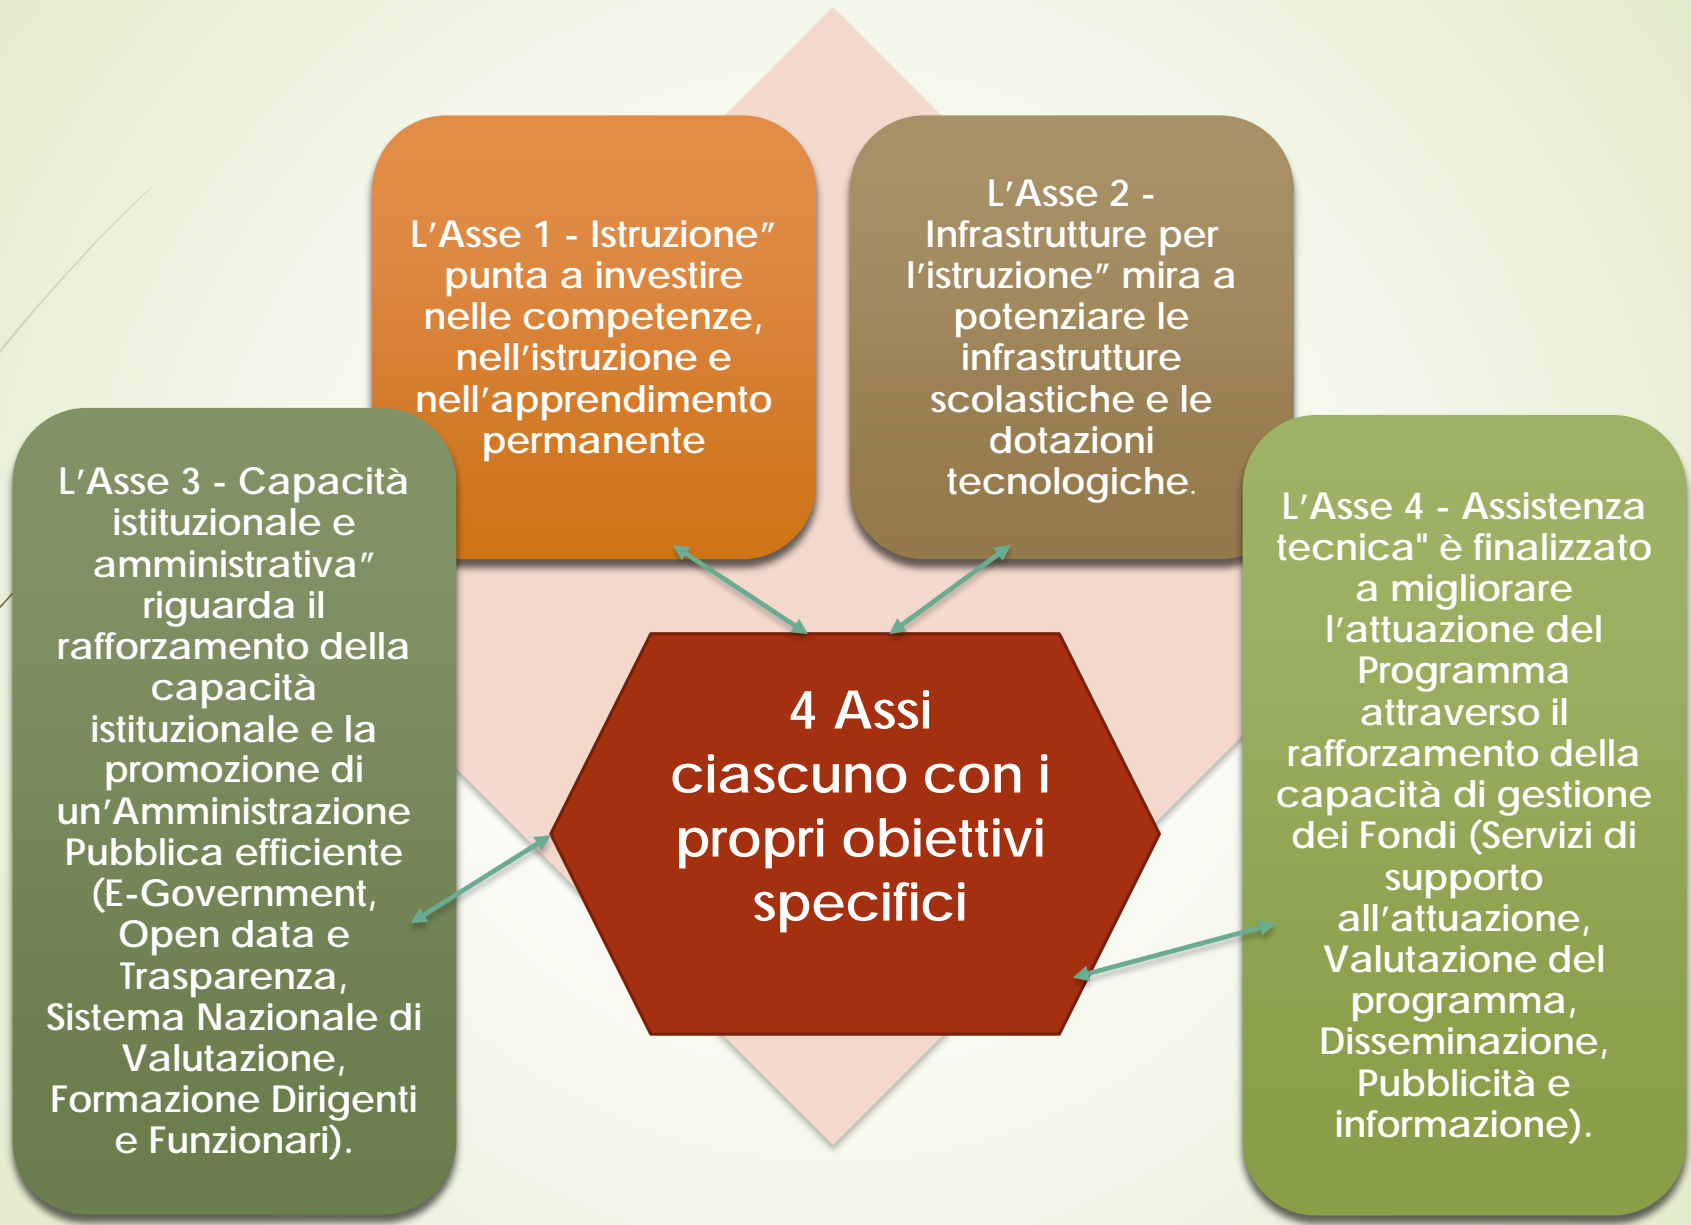 L’Asse 1 - Istruzione”
punta a investire
nelle competenze,
nell’istruzione e
nell’apprendimento
permanente
L’Asse 2 -
Infrastrutture per
l’istruzione” mira a
potenziare le
infrastrutture
scolastiche e le
dotazioni
tecnologiche.
L’Asse 3 - Capacità
istituzionale e
amministrativa”
riguarda il
rafforzamento della
capacità
istituzionale e la
promozione di
un’Amministrazione
Pubblica efficiente
(E-Government,
Open data e
Trasparenza,
Sistema Nazionale di
Valutazione,
Formazione Dirigenti
e Funzionari).
L’Asse 4 - Assistenza
tecnica" è finalizzato
a migliorare
l’attuazione del
Programma
attraverso il
rafforzamento della
capacità di gestione
dei Fondi (Servizi di
supporto
all’attuazione,
Valutazione del
programma,
Disseminazione,
Pubblicità e
informazione).
4 Assi
ciascuno con i
propri obiettivi
specifici